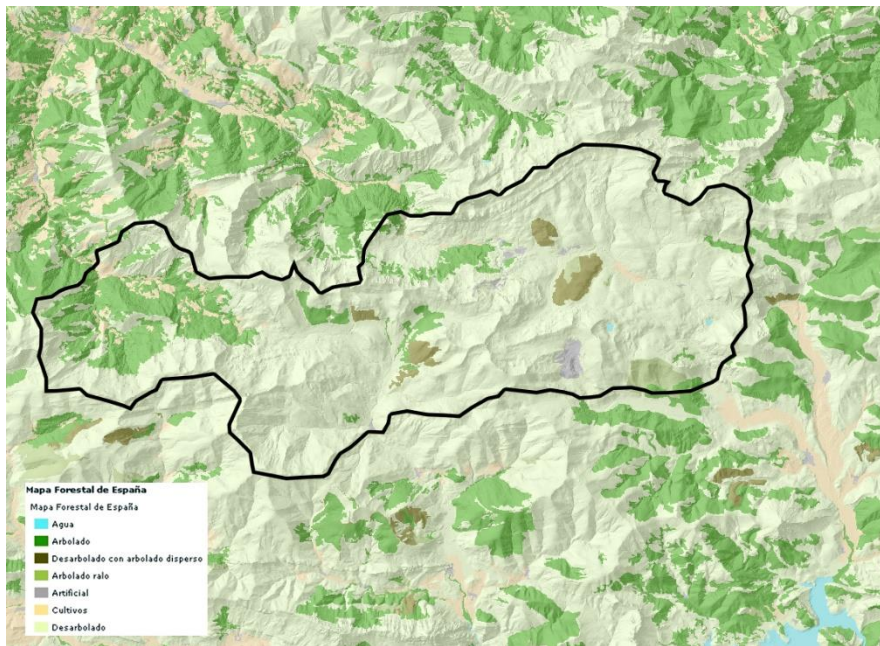 Mapa Forestal de España
Mapa Forestal de España
Agua
Arbolado
Desarbolado con arbolado disperso
Arbolado ralo
Artificial
Cultivos
Desarbolado